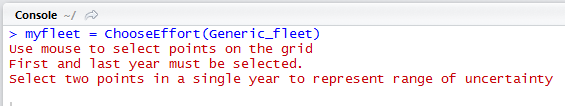 Console ~/
> myfleet = ChooseEffort(Generic_fleet)
Use mouse to select points on the grid
First and last year must be selected.
Select two points in a single year to represent range of uncertainty